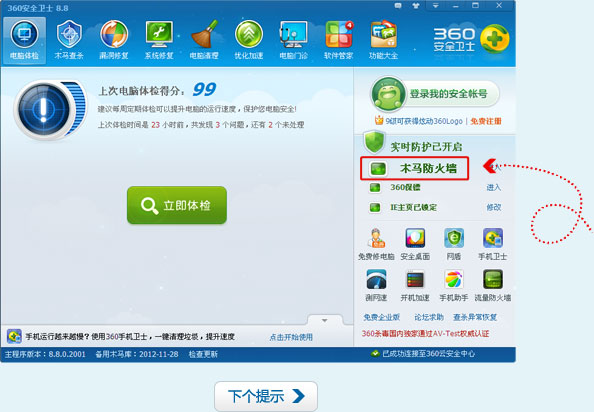 360安全卫士 8.8
电脑体检 木马查杀 漏洞修复 系统修复 电脑清理 优化加速 电脑门诊 软件管家 功能大全
360
安全卫士
上次电脑体检得分：99
建议每周定期体检可以提升电脑的运行速度，保护您电脑安全！
上次体检时间是 23 小时前，共发现 3 个问题，还有 2 个未处理
立即体检
登录我的安全帐号
可获得炫动360Logo | 免费注册
实时防护已开启
木马防火墙
360保镖 进入
IE主页已锁定 修改
免费修电脑 安全桌面 网盾 手机卫士
测网速 开机加速 手机助手 流量防火墙
免费企业版 论坛求助 查杀异常恢复
360杀毒国内独家通过AV-Test权威认证
手机运行越来越慢？使用360手机卫士，一键清理垃圾，提升速度 点击开始使用
主程序版本：8.8.0.2001 备用木马库：2012-11-28 检查更新 已成功连接至360云安全中心
下个提示